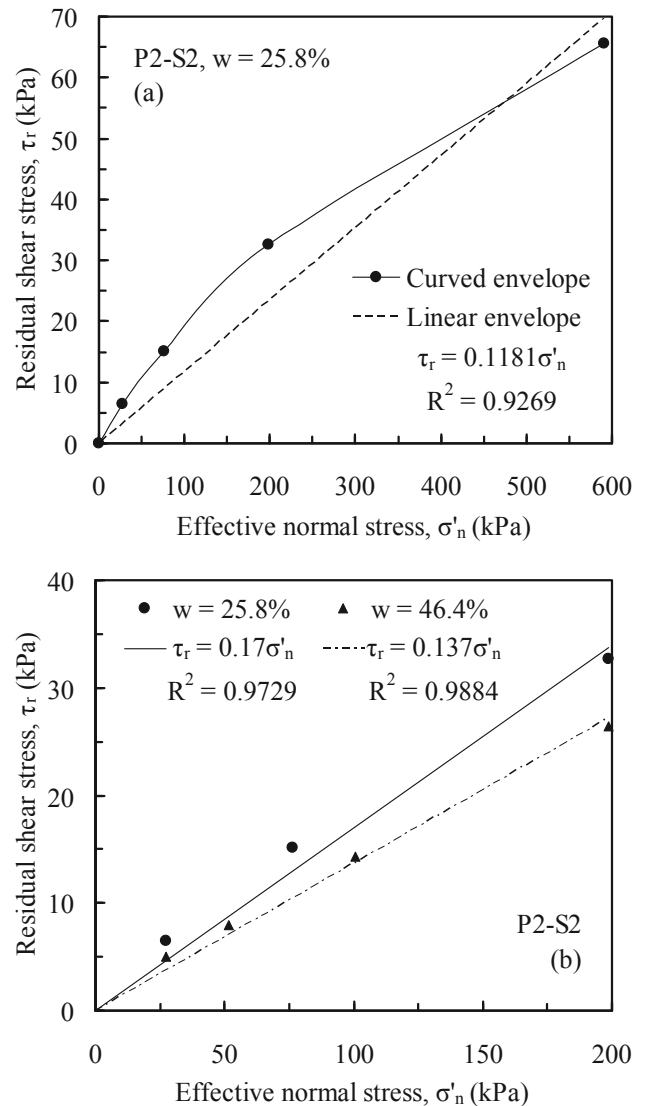 70
60
50
40
30
20
10
0
Residual shear stress, τr (kPa)
P2-S2, w = 25.8%
(a)
Curved envelope
Linear envelope
τr = 0.1181σ'n
R² = 0.9269
0 100 200 300 400 500 600
Effective normal stress, σ'n (kPa)
40
30
20
10
0
Residual shear stress, τr (kPa)
w = 25.8% w = 46.4%
τr = 0.17σ'n τr = 0.137σ'n
R² = 0.9729 R² = 0.9884
P2-S2
(b)
0 50 100 150 200
Effective normal stress, σ'n (kPa)